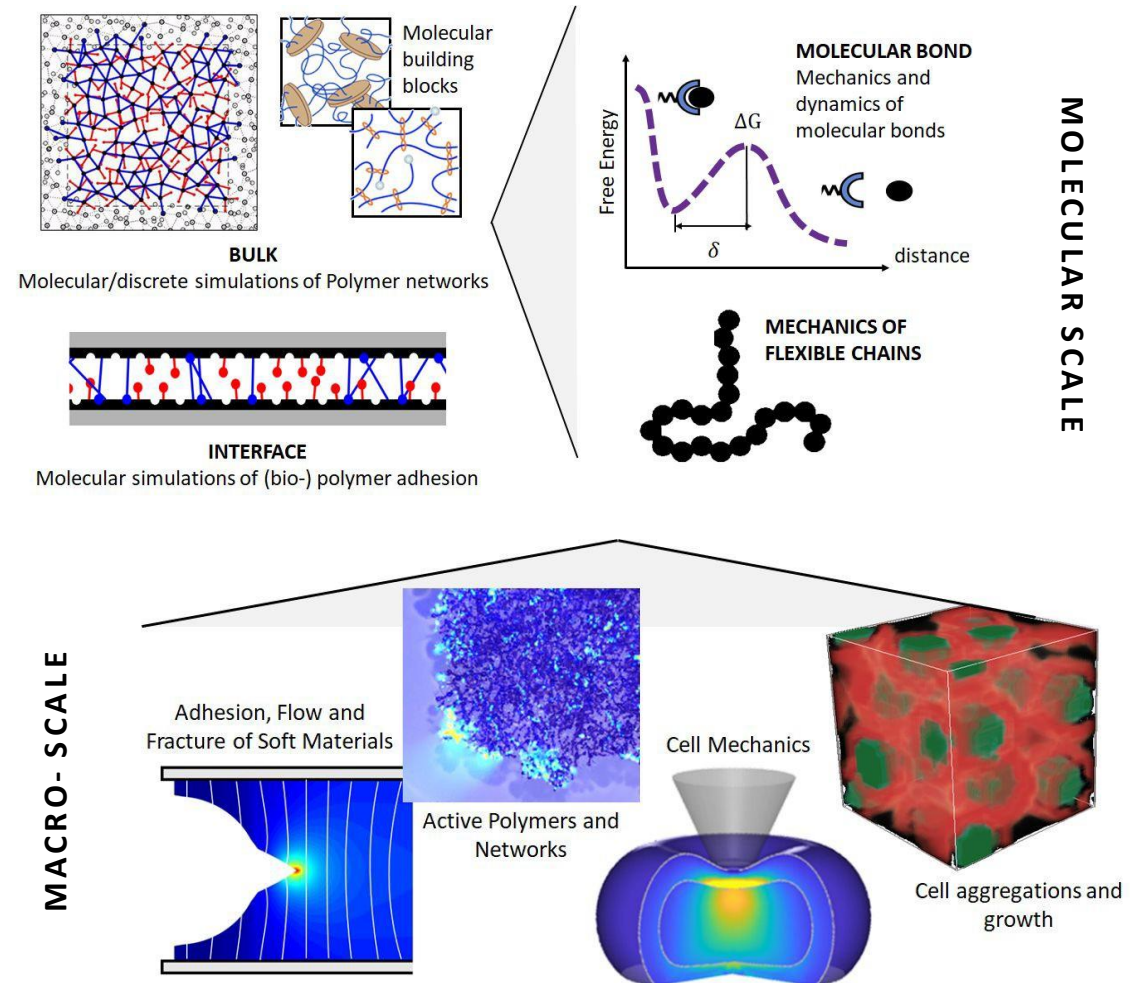 Molecular
building
blocks
BULK
Molecular/discrete simulations of Polymer networks
INTERFACE
Molecular simulations of (bio-) polymer adhesion
MOLECULAR BOND
Mechanics and
dynamics of
molecular bonds
Free Energy
ΔG
δ
distance
MECHANICS OF
FLEXIBLE CHAINS
MOLECULAR SCALE
MACRO- SCALE
Adhesion, Flow and
Fracture of Soft Materials
Active Polymers and
Networks
Cell Mechanics
Cell aggregations and
growth